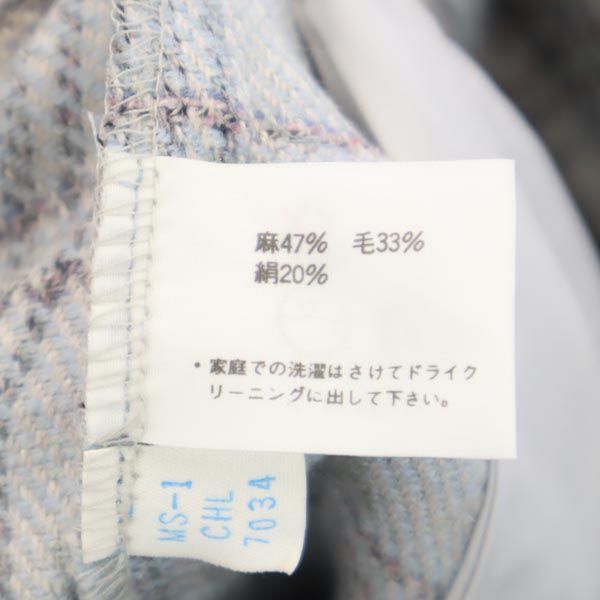 麻47% 毛33%
絹20%
・家庭での洗濯はさけてドライク
リーニングに出して下さい。
MS-1
CHL
7034